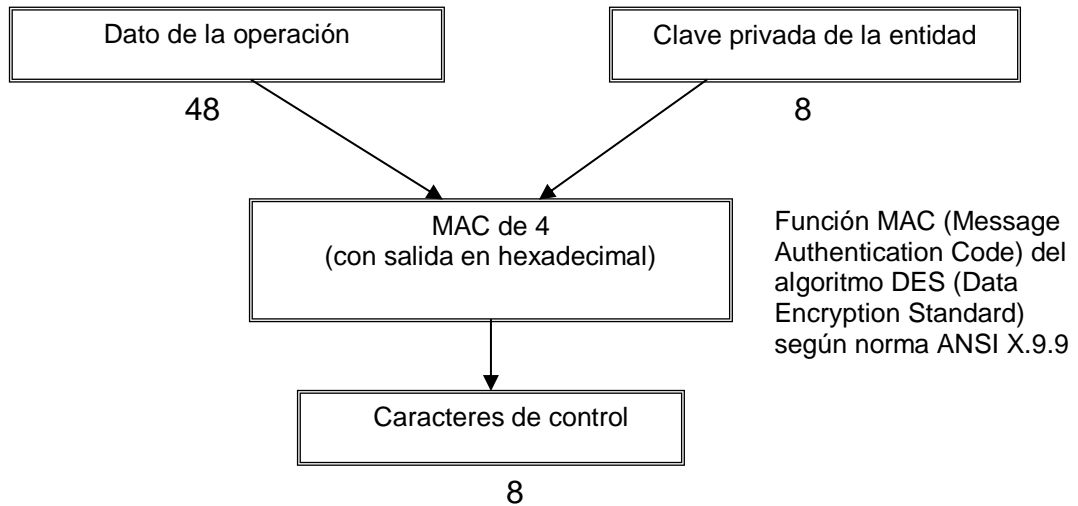 Dato de la operación
Clave privada de la entidad
48
8
MAC de 4
(con salida en hexadecimal)
Función MAC (Message
Authentication Code) del
algoritmo DES (Data
Encryption Standard)
según norma ANSI X.9.9
Caracteres de control
8